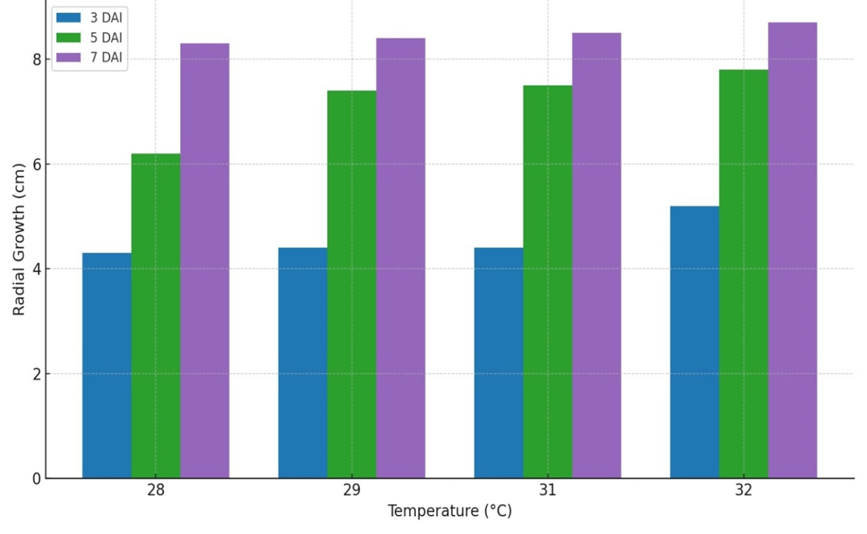 3 DAI
5 DAI
7 DAI
8
6
4
2
0
Radial Growth (cm)
28 29 31 32
Temperature (°C)